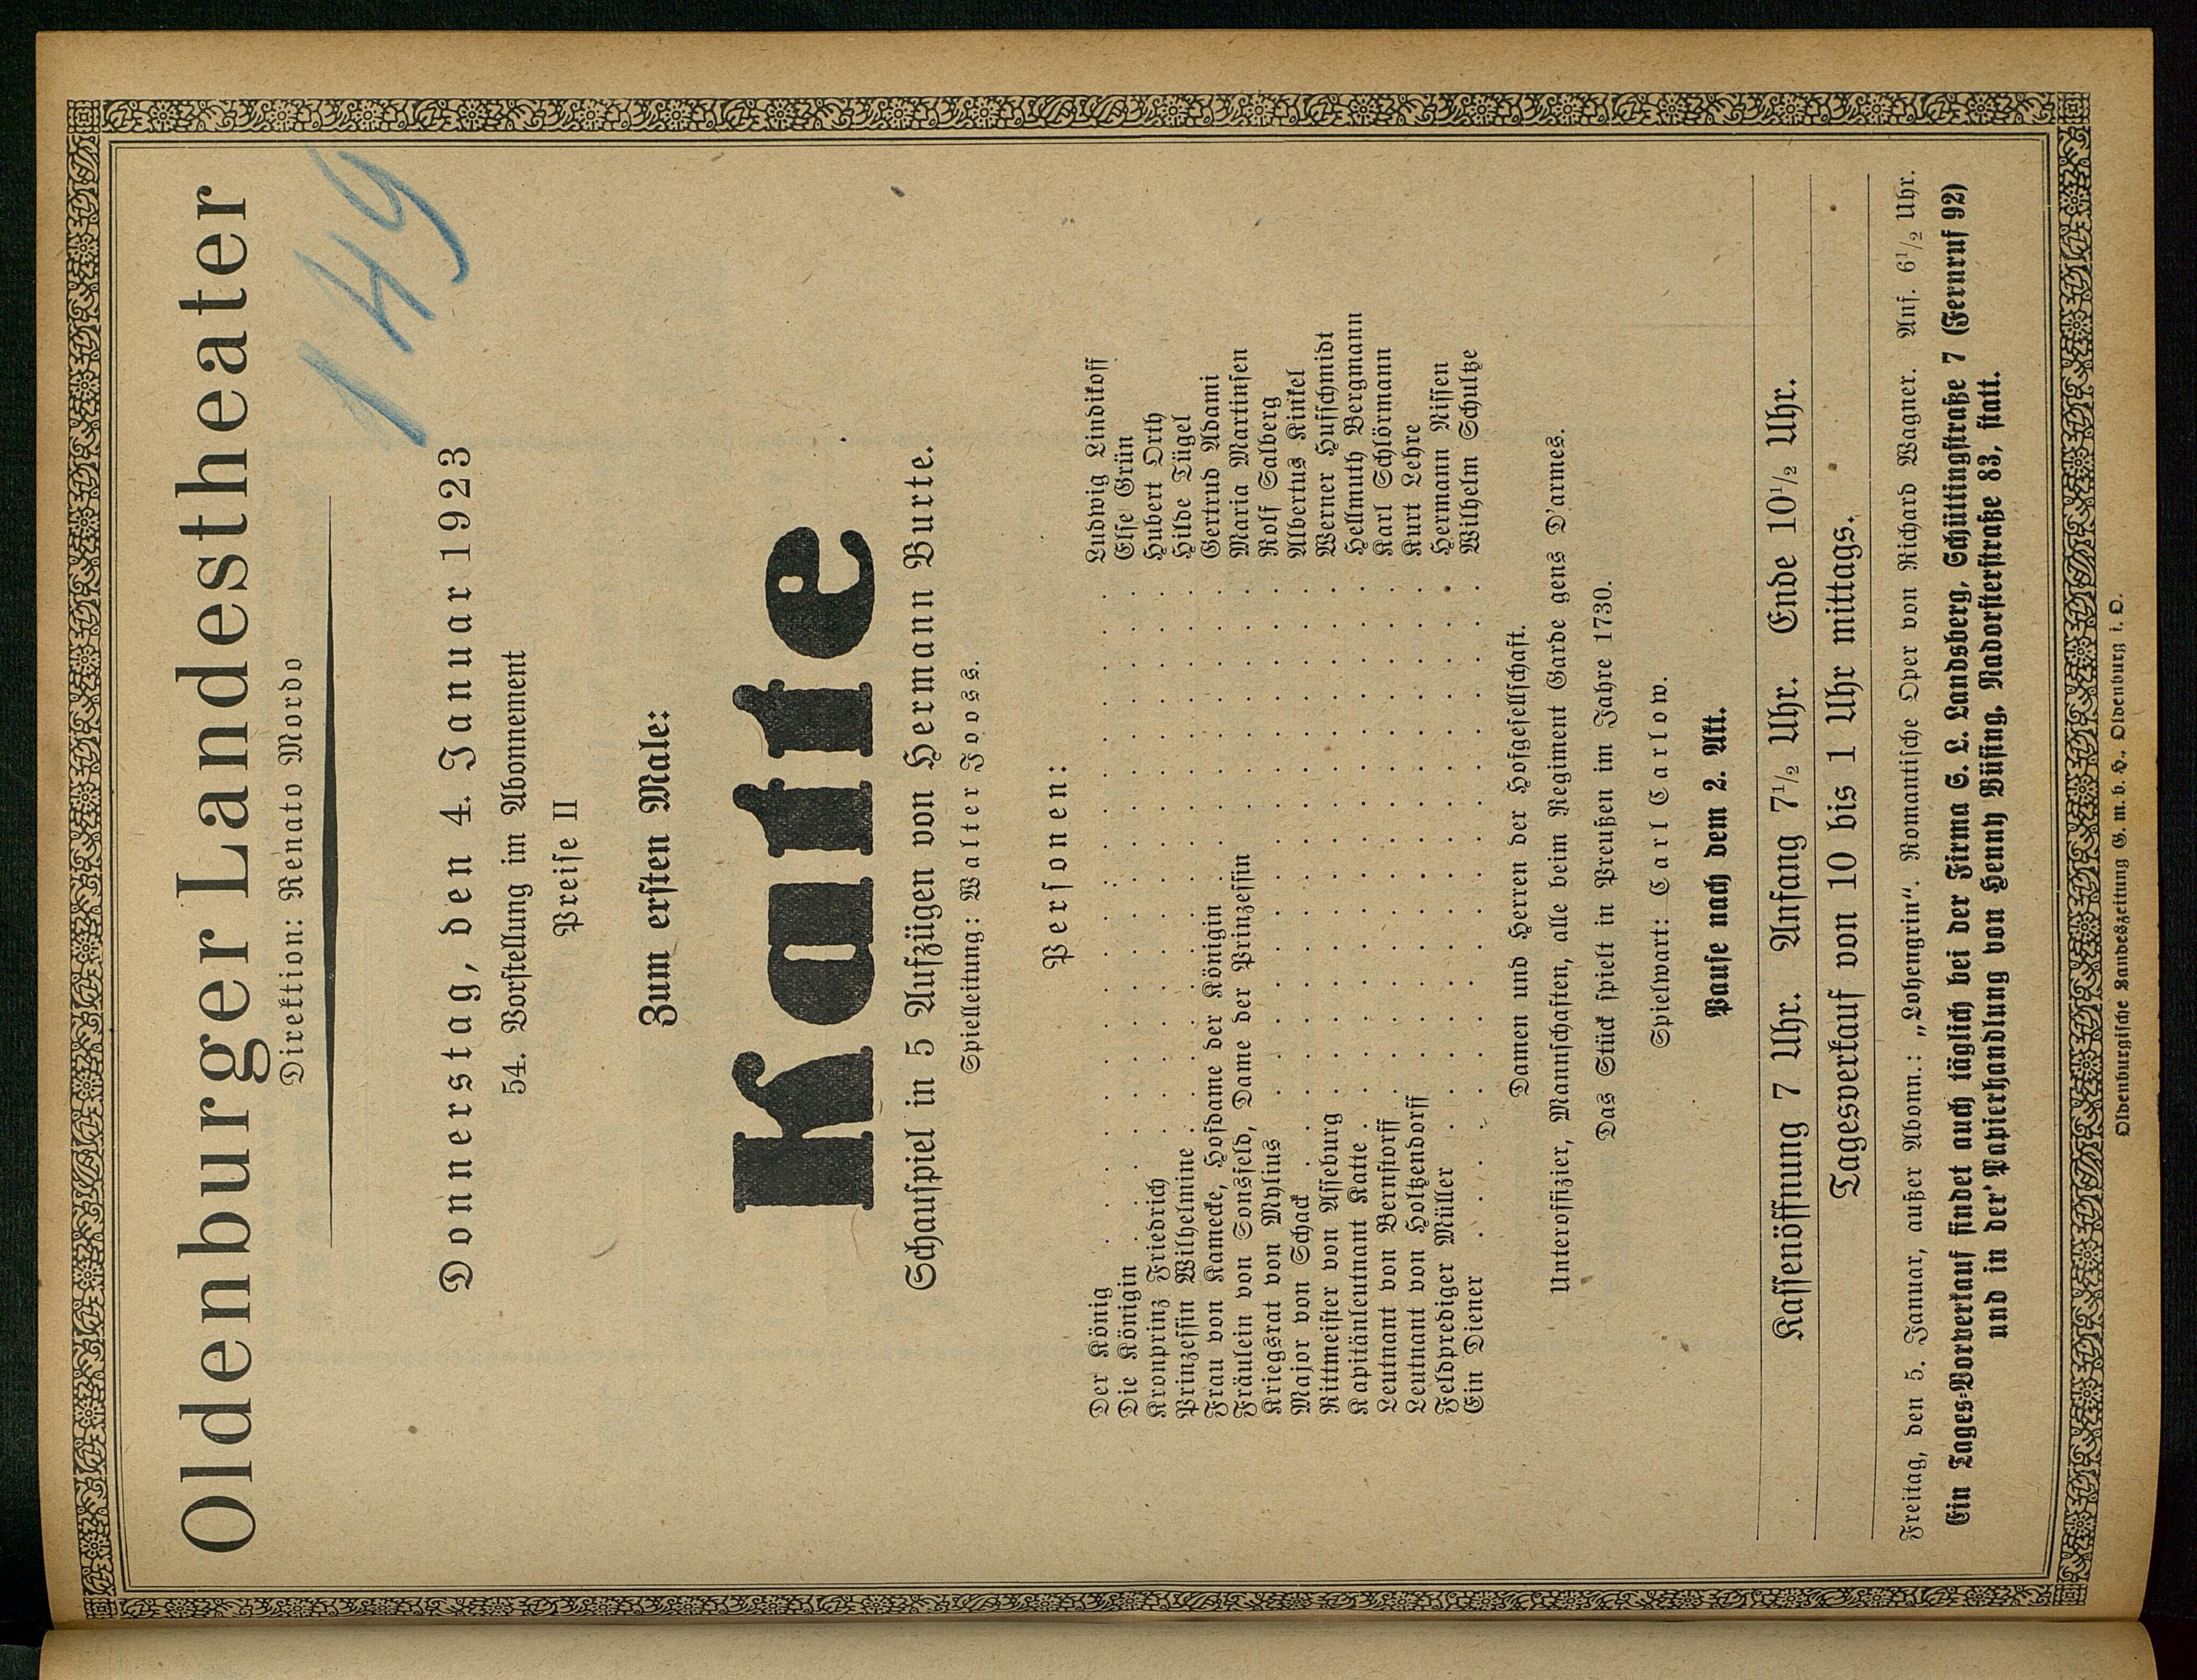 Oldenburger Landestheater
Direktion: Renato Mordo
149
Donnerstag, den 4. Januar 1923
54. Vorstellung im Abonnement
Preise II
Zum ersten Male:
Katte
Schauspiel in 5 Aufzügen von Hermann Burte.
Spielleitung: Walter Jooss.
Personen:
Der König . . . . . . . . . . . . Ludwig Lindikoff
Die Königin . . . . . . . . . . . . Else Grün
Kronprinz Friedrich . . . . . . . . . . . Hubert Orth
Prinzessin Wilhelmine . . . . . . . . . . . Hilde Tügel
Frau von Kamecke, Hofdame der Königin . . . . . . . Gertrud Adami
Fräulein von Sonsfeld, Dame der Prinzessin . . . . . . Maria Martinsen
Kriegsrat von Mylius . . . . . . . . . . Rolf Salberg
Major von Schack . . . . . . . . . . . Albertus Kinkel
Rittmeister von Asseburg . . . . . . . . . . Werner Hufschmidt
Kapitänleutnant Katte . . . . . . . . . . . Hellmuth Bergmann
Leutnant von Bernstorff . . . . . . . . . . Karl Schlörmann
Leutnant von Holtzendorff . . . . . . . . . . Kurt Lehre
Feldprediger Müller . . . . . . . . . . . Hermann Nissen
Ein Diener . . . . . . . . . . . . . Wilhelm Schultze
Damen und Herren der Hofgesellschaft.
Unteroffizier, Mannschaften, alle beim Regiment Garde gens D'armes.
Das Stück spielt in Preußen im Jahre 1730.
Spielwart: Carl Carlow.
Pause nach dem 2. Akt.
Kassenöffnung 7 Uhr. Anfang 7½ Uhr. Ende 10½ Uhr.
Tagesverkauf von 10 bis 1 Uhr mittags.
Freitag, den 5. Januar, außer Abonn.: „Lohengrin“. Romantische Oper von Richard Wagner. Anf. 6½ Uhr.
Ein Tages-Vorverkauf findet auch täglich bei der Firma S. L. Landsberg, Schüttingstraße 7 (Fernruf 92)
und in der Papierhandlung von Henny Büsing, Nadorsterstraße 83, statt.
Oldenburgische Landeszeitung G. m. b. H., Oldenburg i. O.